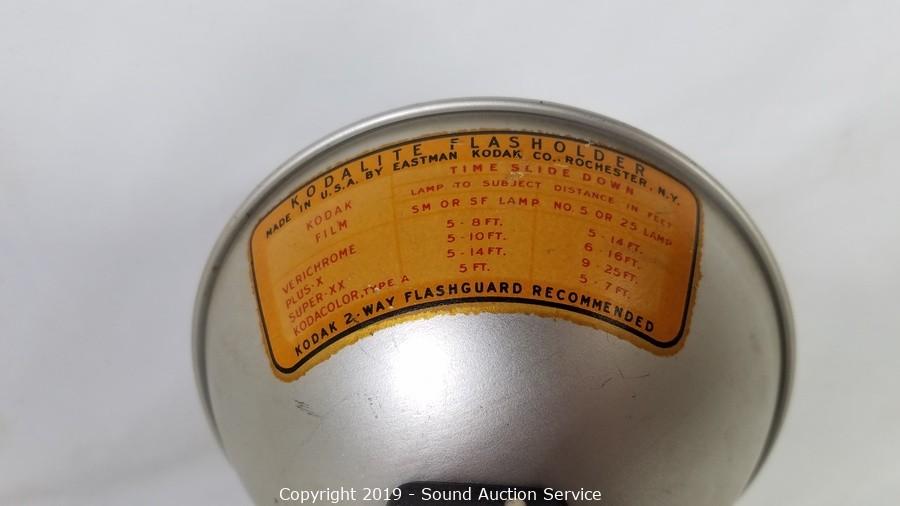 KODALITE FLASHOLDER
MADE IN U.S.A. BY EASTMAN KODAK CO., ROCHESTER, N.Y.
TIME SLIDE DOWN
KODAK FILM
LAMP TO SUBJECT DISTANCE IN FEET
SM OR SF LAMP NO. 5 OR 25 LAMP
VERICHROME 5 - 8 FT. 5 - 14 FT.
PLUS-X 5 - 10 FT. 6 - 16 FT.
SUPER-XX 5 - 14 FT. 9 - 25 FT.
KODACOLOR, TYPE A 5 FT. 5 - 7 FT.
KODAK 2-WAY FLASHGUARD RECOMMENDED
Copyright 2019 - Sound Auction Service